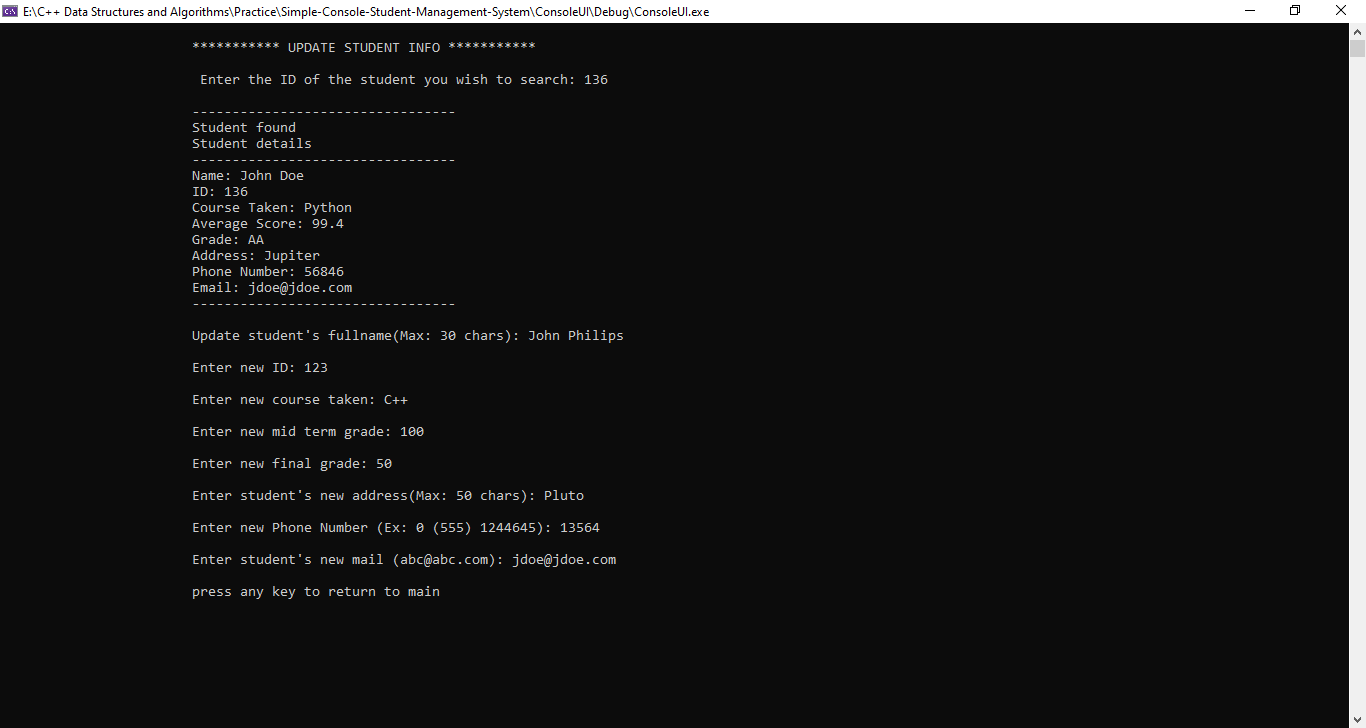 E:\C++ Data Structures and Algorithms\Practice\Simple-Console-Student-Management-System\ConsoleUI\Debug\ConsoleUI.exe
*********** UPDATE STUDENT INFO ***********
Enter the ID of the student you wish to search: 136
---------------------------------
Student found
Student details
---------------------------------
Name: John Doe
ID: 136
Course Taken: Python
Average Score: 99.4
Grade: AA
Address: Jupiter
Phone Number: 56846
Email: jdoe@jdoe.com
---------------------------------
Update student's fullname(Max: 30 chars): John Philips
Enter new ID: 123
Enter new course taken: C++
Enter new mid term grade: 100
Enter new final grade: 50
Enter student's new address(Max: 50 chars): Pluto
Enter new Phone Number (Ex: 0 (555) 1244645): 13564
Enter student's new mail (abc@abc.com): jdoe@jdoe.com
press any key to return to main